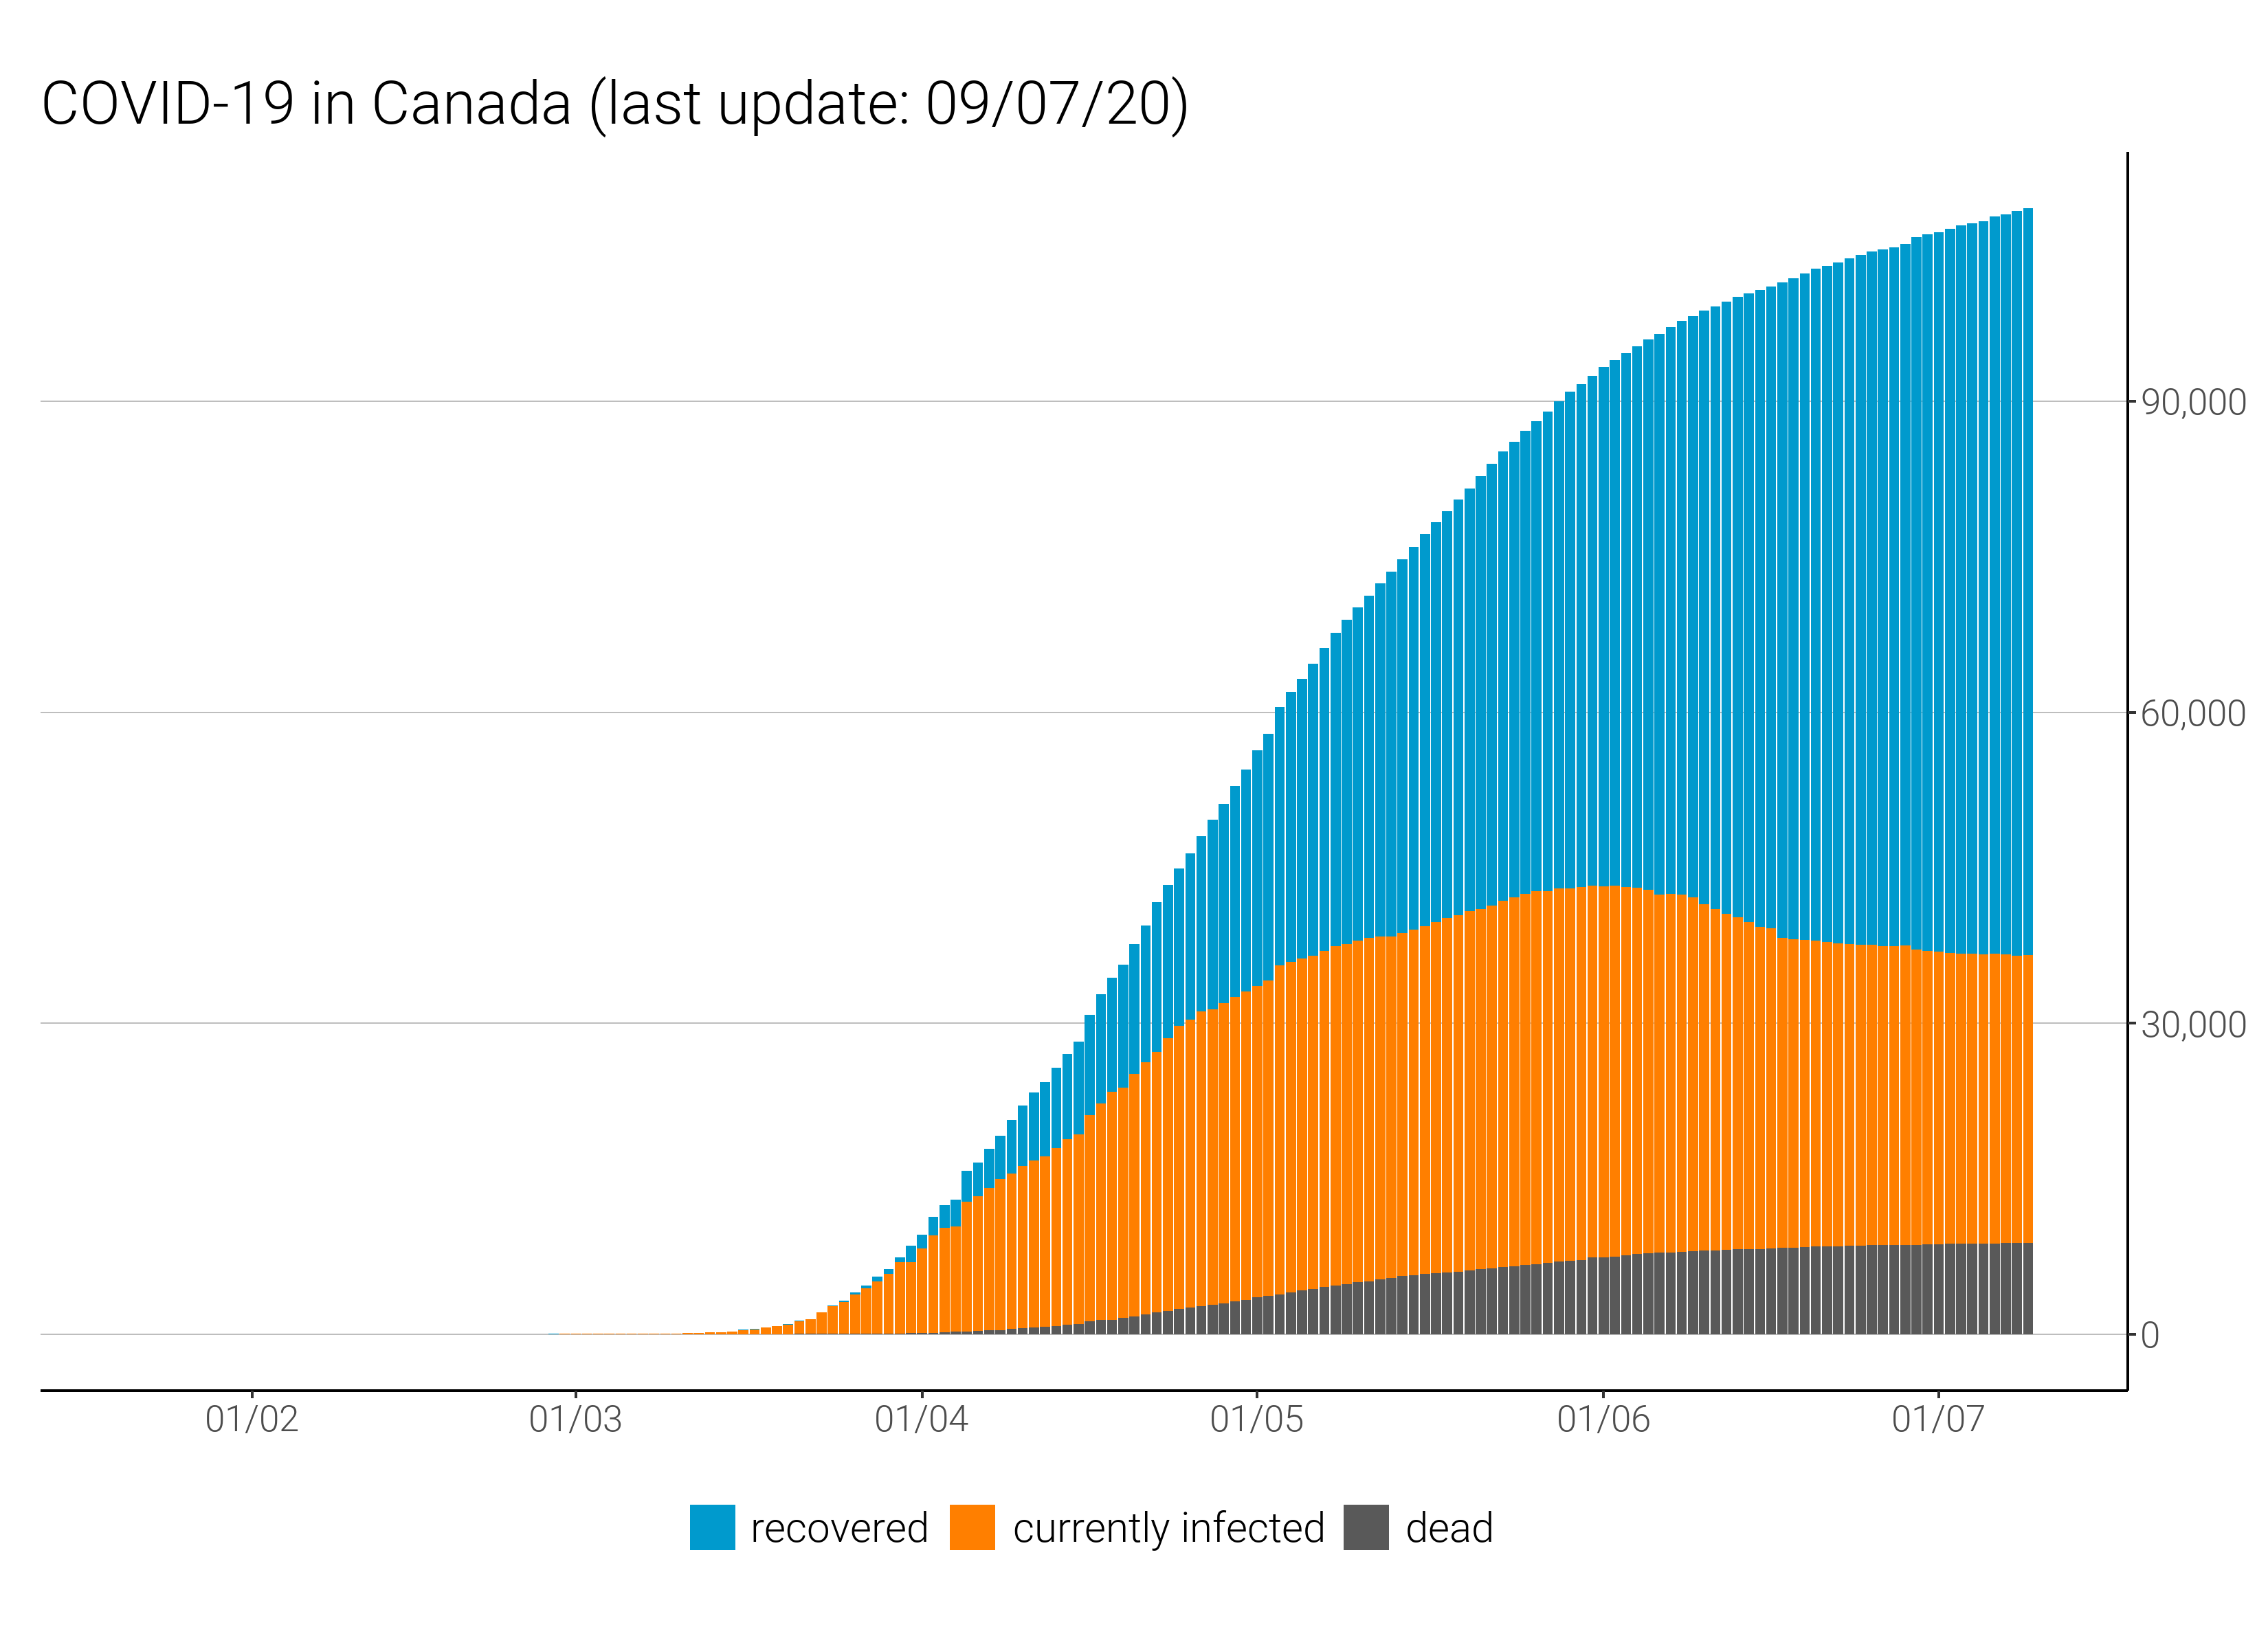 COVID-19 in Canada (last update: 09/07/20)
90,000
60,000
30,000
0
01/02 01/03 01/04 01/05 01/06 01/07
recovered currently infected dead